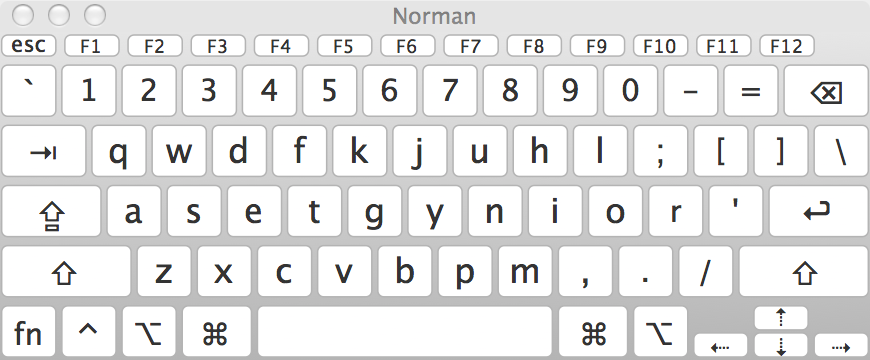 Norman
esc F1 F2 F3 F4 F5 F6 F7 F8 F9 F10 F11 F12
` 1 2 3 4 5 6 7 8 9 0 - = ⌫
⇥ q w d f k j u h l ; [ ] \
⇪ a s e t g y n i o r ' ↩
⇧ z x c v b p m , . / ⇧
fn ^ ⌥ ⌘ ⌘ ⌥ ⇠ ⇡ ⇣ ⇢